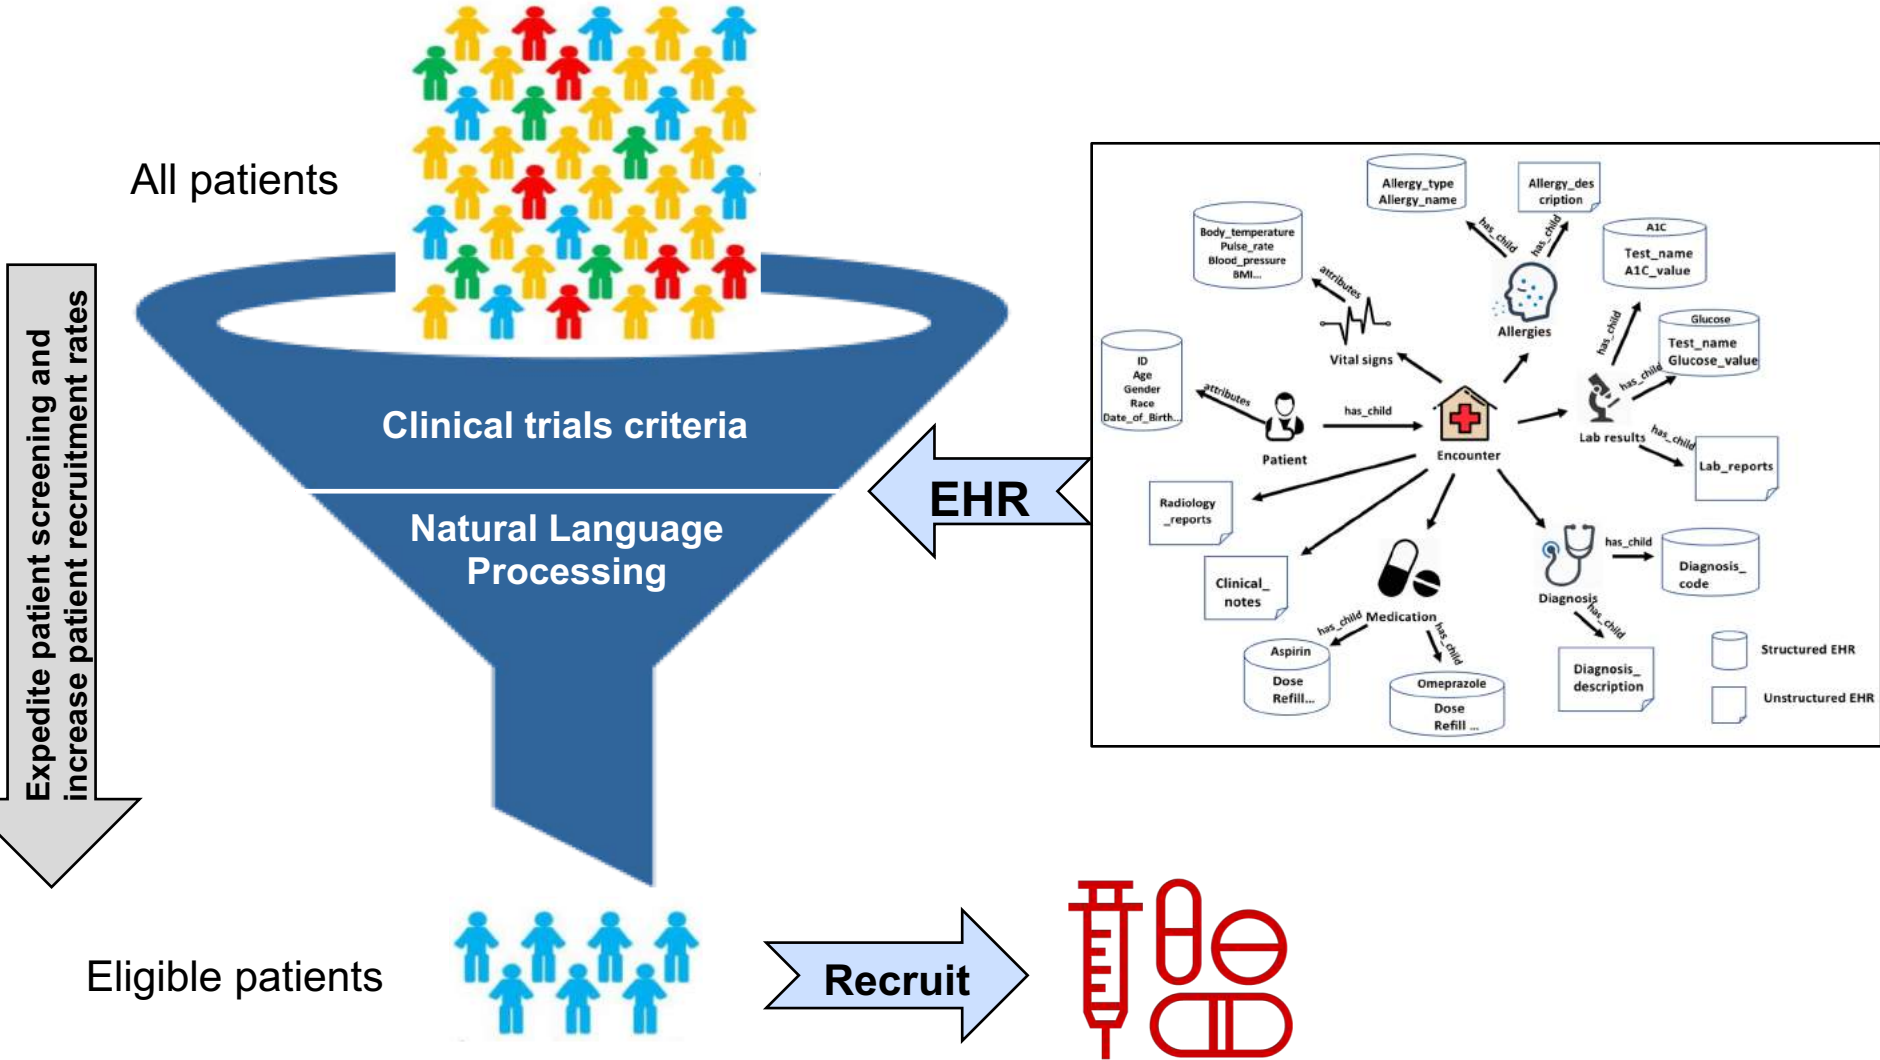 All patients
Expedite patient screening and
increase patient recruitment rates
Clinical trials criteria
Natural Language
Processing
EHR
Eligible patients
Recruit
Allergy_type
Allergy_name
Allergy_des
cription
has_child
has_child
Allergies
Body_temperature
Pulse_rate
Blood_pressure
BMI...
attributes
Vital signs
A1C
Test_name
A1C_value
has_child
Glucose
Test_name
Glucose_value
has_child
Lab results
has_child
Lab_reports
ID
Age
Gender
Race
Date_of_Birth...
attributes
Patient
has_child
Encounter
Radiology
_reports
Clinical_
notes
Medication
has_child
has_child
Aspirin
Dose
Refill...
Omeprazole
Dose
Refill ...
Diagnosis
has_child
Diagnosis_
code
has_child
Diagnosis_
description
Structured EHR
Unstructured EHR